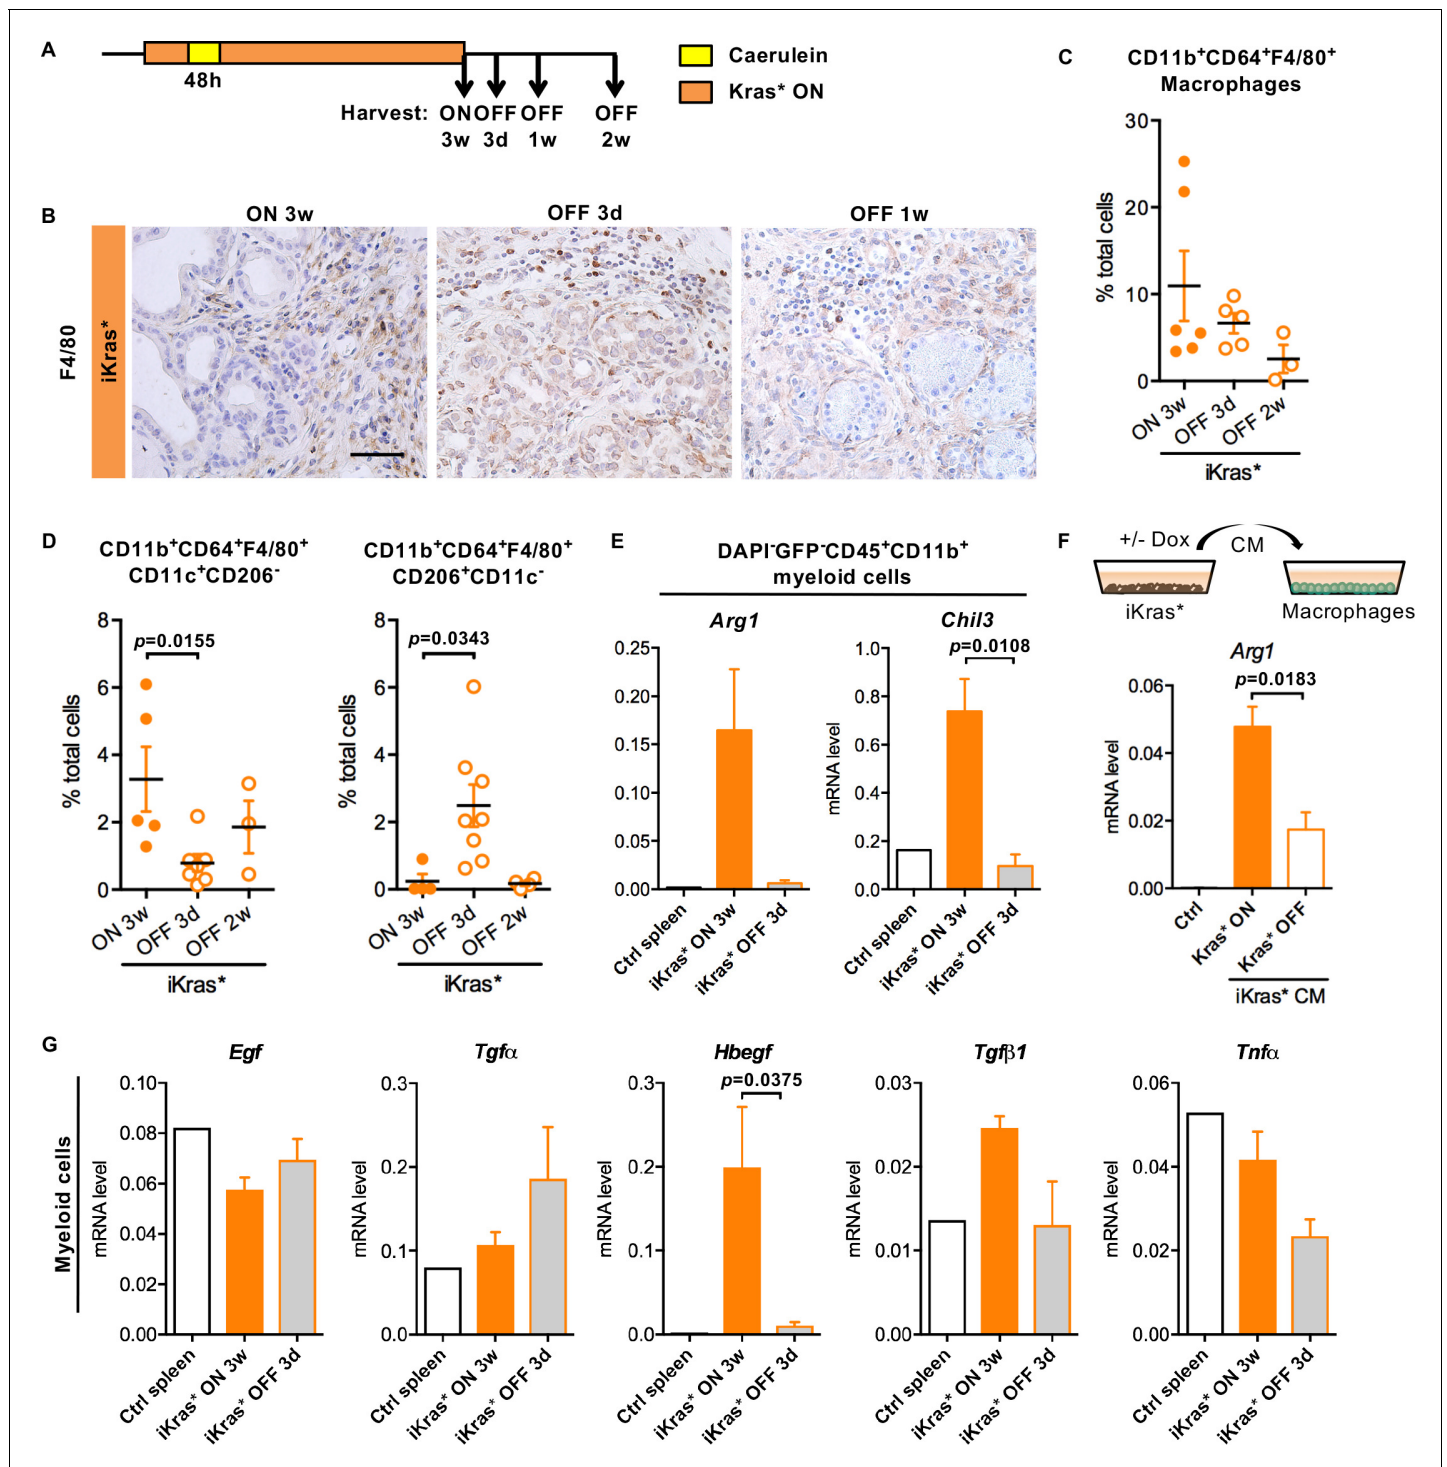 A
48h
Harvest: ON OFF OFF OFF
3w 3d 1w 2w
Caerulein
Kras* ON
B
ON 3w OFF 3d OFF 1w
F4/80
iKras*
C
CD11b+CD64+F4/80+
Macrophages
% total cells
30
20
10
0
ON 3w OFF 3d OFF 2w
iKras*
D
CD11b+CD64+F4/80+
CD11c+CD206-
% total cells
8
6
4
2
0
p=0.0155
ON 3w OFF 3d OFF 2w
iKras*
CD11b+CD64+F4/80+
CD206+CD11c-
% total cells
8
6
4
2
0
p=0.0343
ON 3w OFF 3d OFF 2w
iKras*
E
DAPI-GFP-CD45+CD11b+
myeloid cells
Arg1
0.25
0.20
0.15
0.10
0.05
0.00
Ctrl spleen iKras* ON 3w iKras* OFF 3d
Chil3
p=0.0108
mRNA level
1.0
0.8
0.6
0.4
0.2
0.0
Ctrl spleen iKras* ON 3w iKras* OFF 3d
F
+/- Dox
CM
iKras*
Macrophages
Arg1
p=0.0183
mRNA level
0.06
0.04
0.02
0.00
Ctrl Kras* ON Kras* OFF
iKras* CM
G
Myeloid cells
Egf
mRNA level
0.10
0.08
0.06
0.04
0.02
0.00
Ctrl spleen iKras* ON 3w iKras* OFF 3d
Tgfα
mRNA level
0.3
0.2
0.1
0.0
Ctrl spleen iKras* ON 3w iKras* OFF 3d
Hbegf
p=0.0375
mRNA level
0.3
0.2
0.1
0.0
Ctrl spleen iKras* ON 3w iKras* OFF 3d
Tgfβ1
mRNA level
0.03
0.02
0.01
0.00
Ctrl spleen iKras* ON 3w iKras* OFF 3d
Tnfα
mRNA level
0.06
0.04
0.02
0.00
Ctrl spleen iKras* ON 3w iKras* OFF 3d